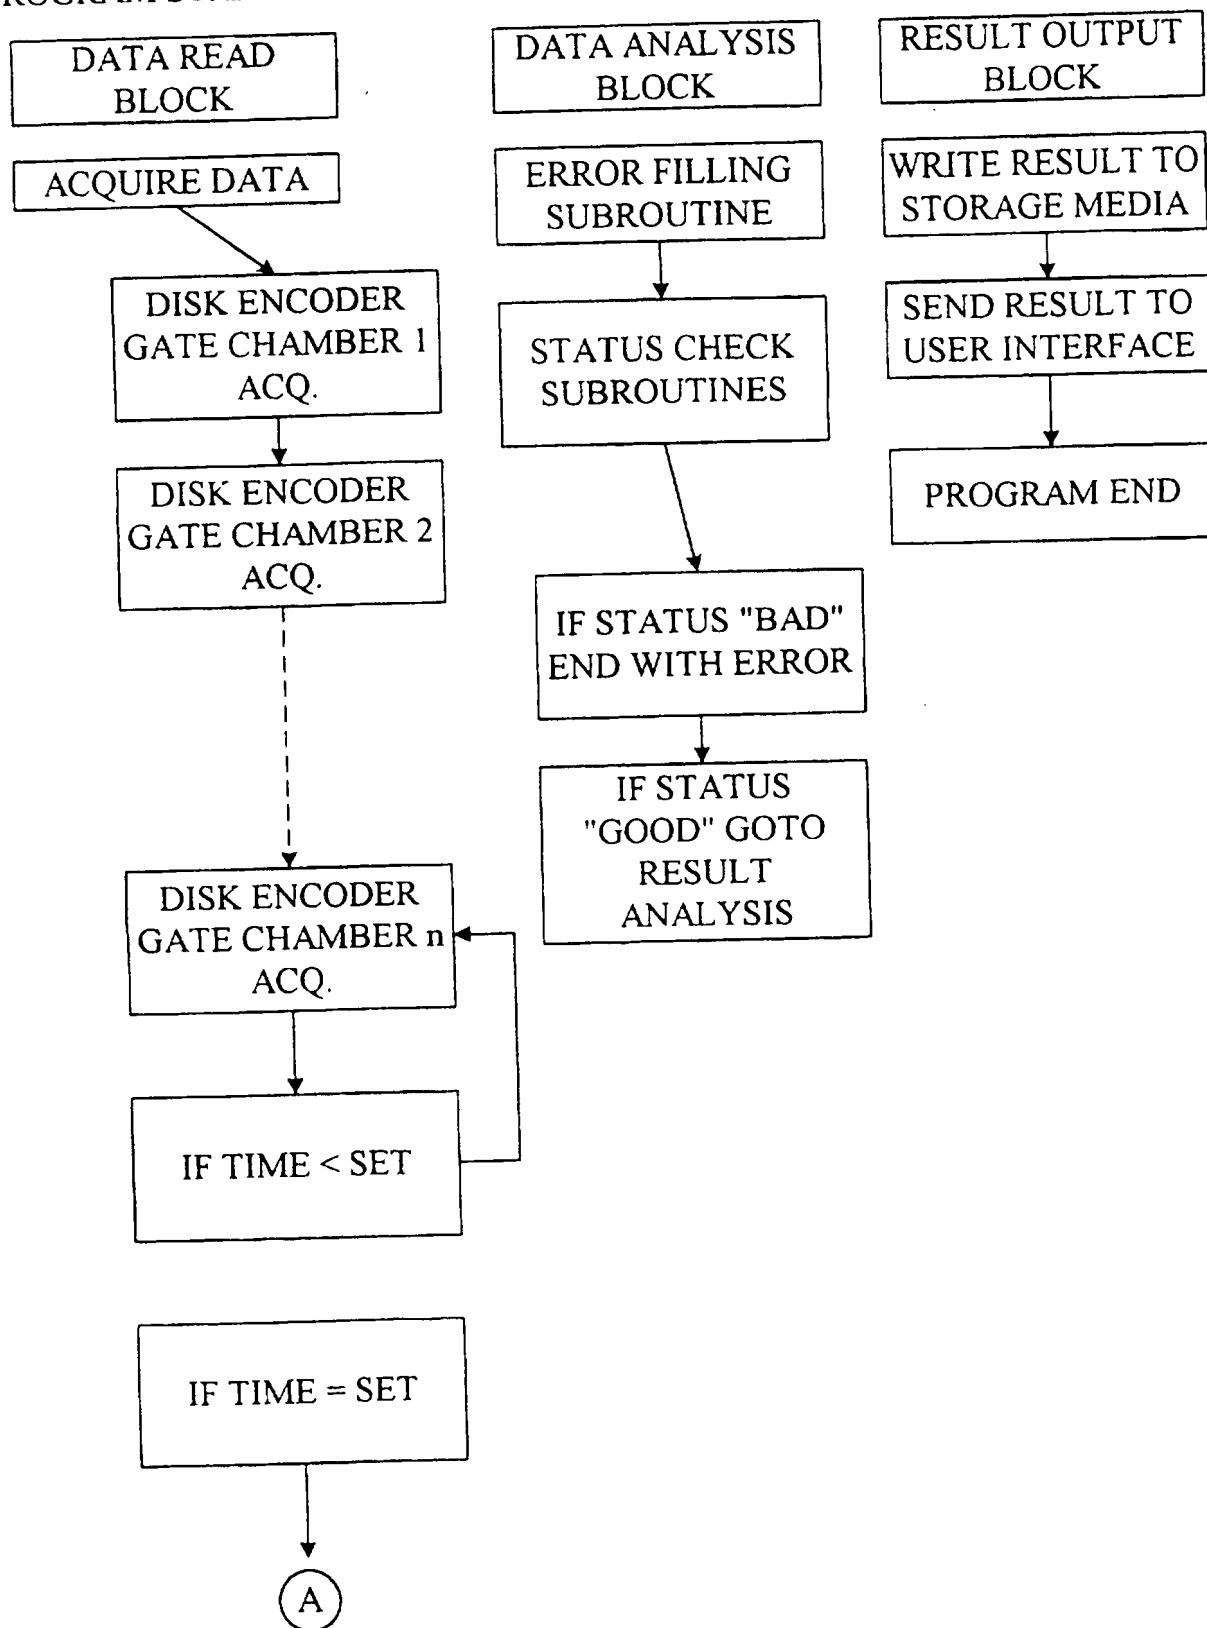 DATA READ
BLOCK
ACQUIRE DATA
DISK ENCODER
GATE CHAMBER 1
ACQ.
DISK ENCODER
GATE CHAMBER 2
ACQ.
DISK ENCODER
GATE CHAMBER n
ACQ.
IF TIME < SET
IF TIME = SET
A
DATA ANALYSIS
BLOCK
ERROR FILLING
SUBROUTINE
STATUS CHECK
SUBROUTINES
IF STATUS "BAD"
END WITH ERROR
IF STATUS
"GOOD" GOTO
RESULT
ANALYSIS
RESULT OUTPUT
BLOCK
WRITE RESULT TO
STORAGE MEDIA
SEND RESULT TO
USER INTERFACE
PROGRAM END